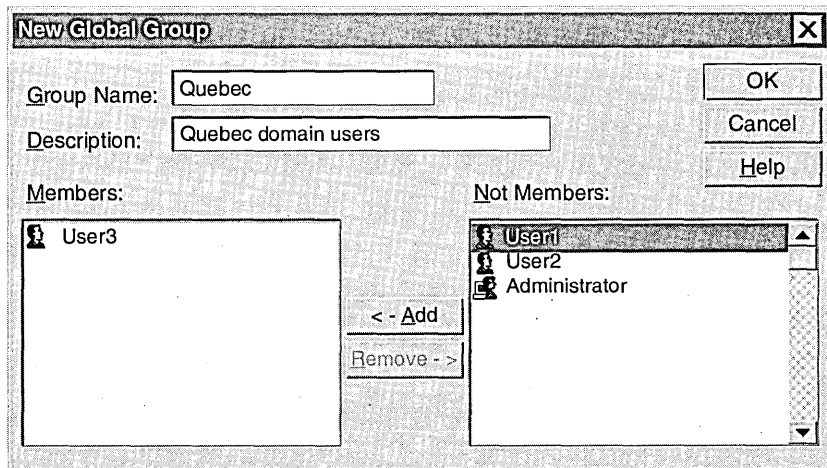 New Global Group
Group Name: Quebec
OK
Description: Quebec domain users
Cancel
Help
Members:
Not Members:
User3
User1
User2
Administrator
< - Add
Remove - >